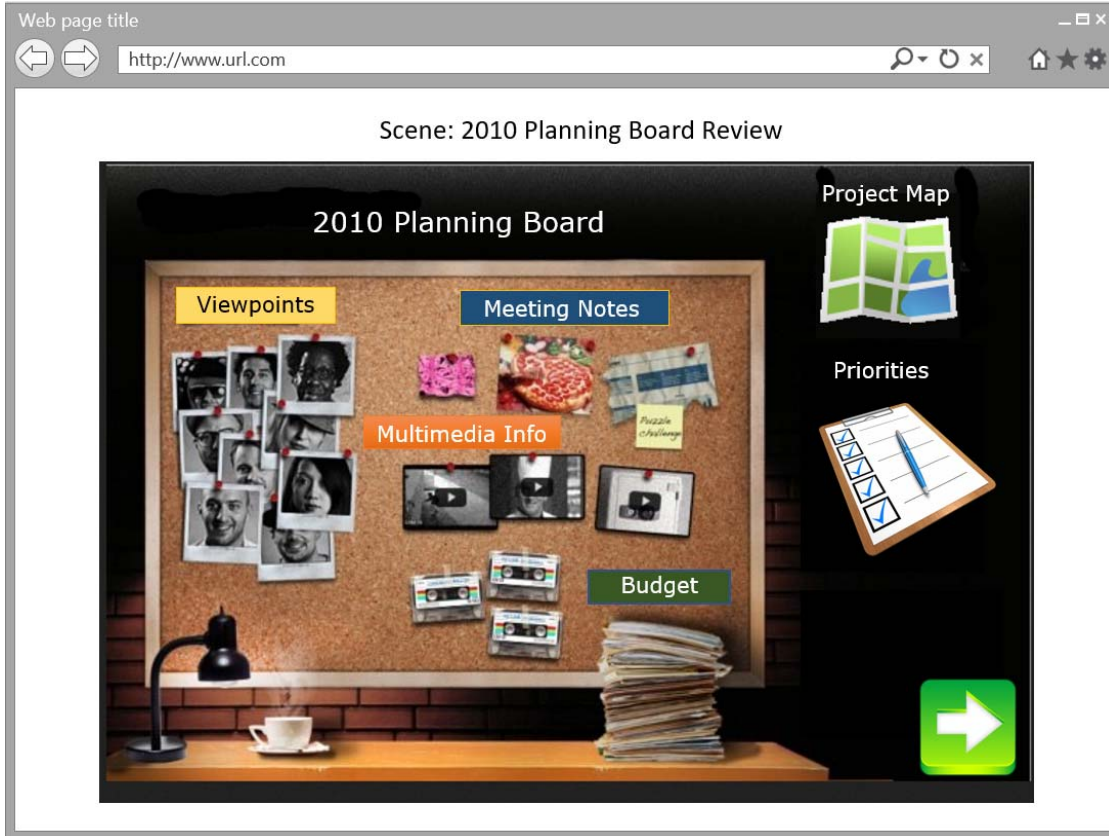 Web page title
http://www.url.com
Scene: 2010 Planning Board Review
2010 Planning Board
Project Map
Viewpoints
Meeting Notes
Priorities
Puzzle
challenge
Multimedia Info
Budget